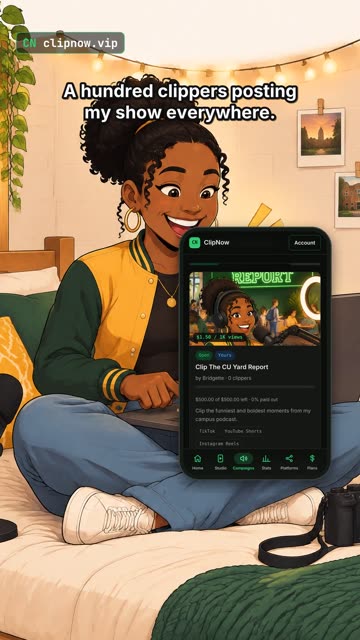 CN clipnow.vip
A hundred clippers posting
my show everywhere.
CN ClipNow Account
REPORT
$1.50 / 1K views
Open Yours
Clip The CU Yard Report
by Bridgette · 0 clippers
$500.00 of $500.00 left · 0% paid out
Clip the funniest and boldest moments from my
campus podcast.
TikTok YouTube Shorts
Instagram Reels
Home Studio Campaigns Stats Platforms Plans